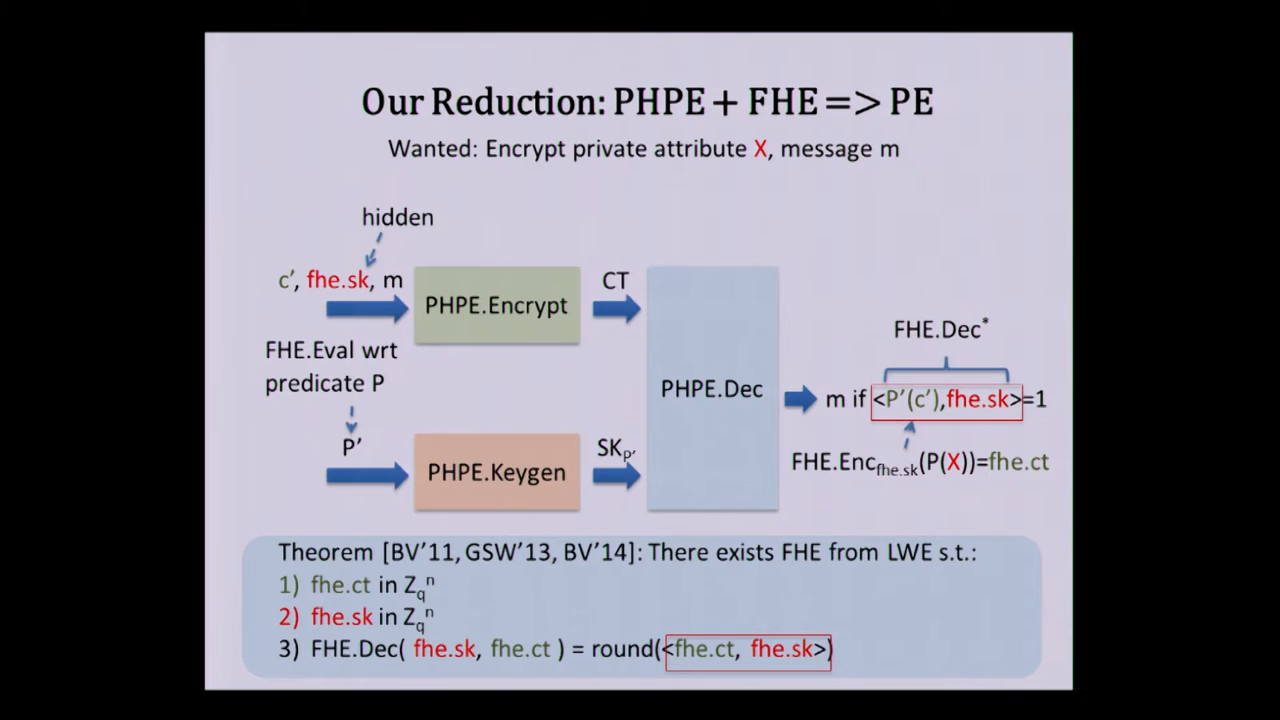 Our Reduction: PHPE + FHE => PE
Wanted: Encrypt private attribute X, message m
hidden
c’, fhe.sk, m
PHPE.Encrypt
CT
FHE.Eval wrt
predicate P
P’
PHPE.Keygen
SKP’
PHPE.Dec
FHE.Dec*
m if <P’(c’),fhe.sk>=1
FHE.Encfhe.sk(P(X))=fhe.ct
Theorem [BV’11, GSW’13, BV’14]: There exists FHE from LWE s.t.:
1) fhe.ct in Zqn
2) fhe.sk in Zqn
3) FHE.Dec( fhe.sk, fhe.ct ) = round(<fhe.ct, fhe.sk>)